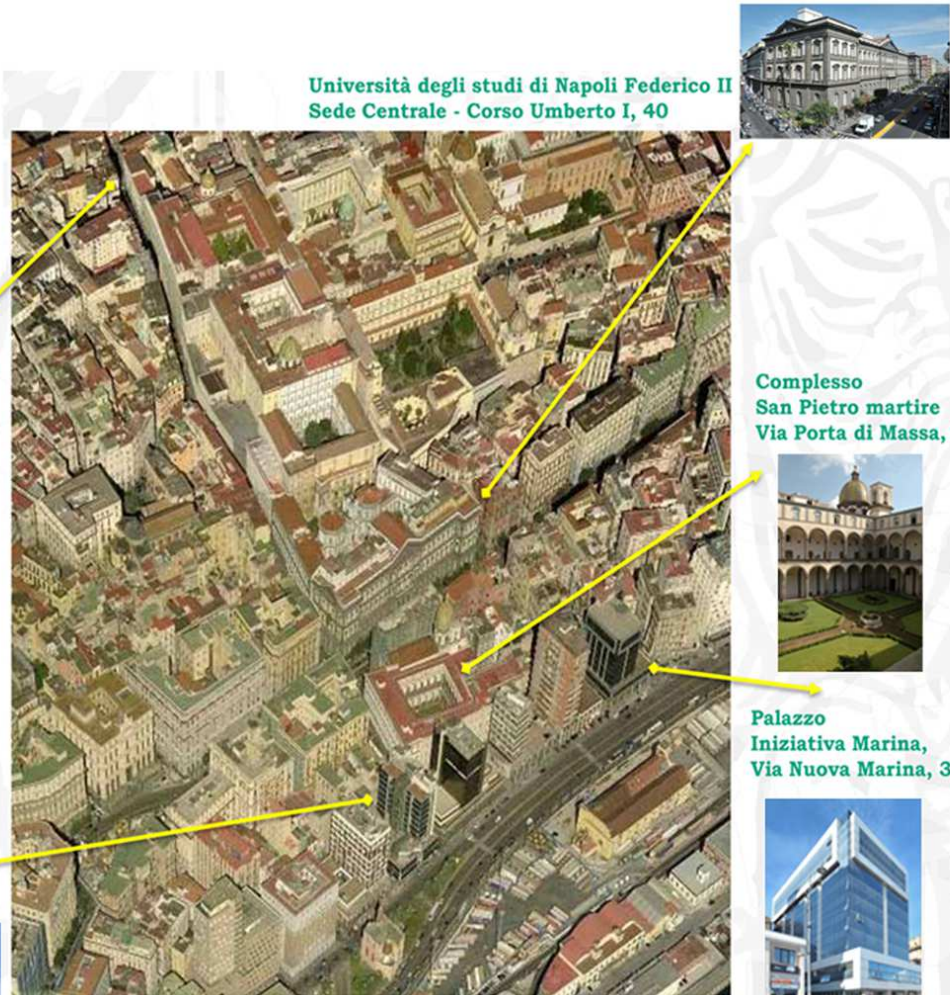 Università degli studi di Napoli Federico II
Sede Centrale - Corso Umberto I, 40
Complesso
San Pietro martire
Via Porta di Massa,
Palazzo
Iniziativa Marina,
Via Nuova Marina, 3